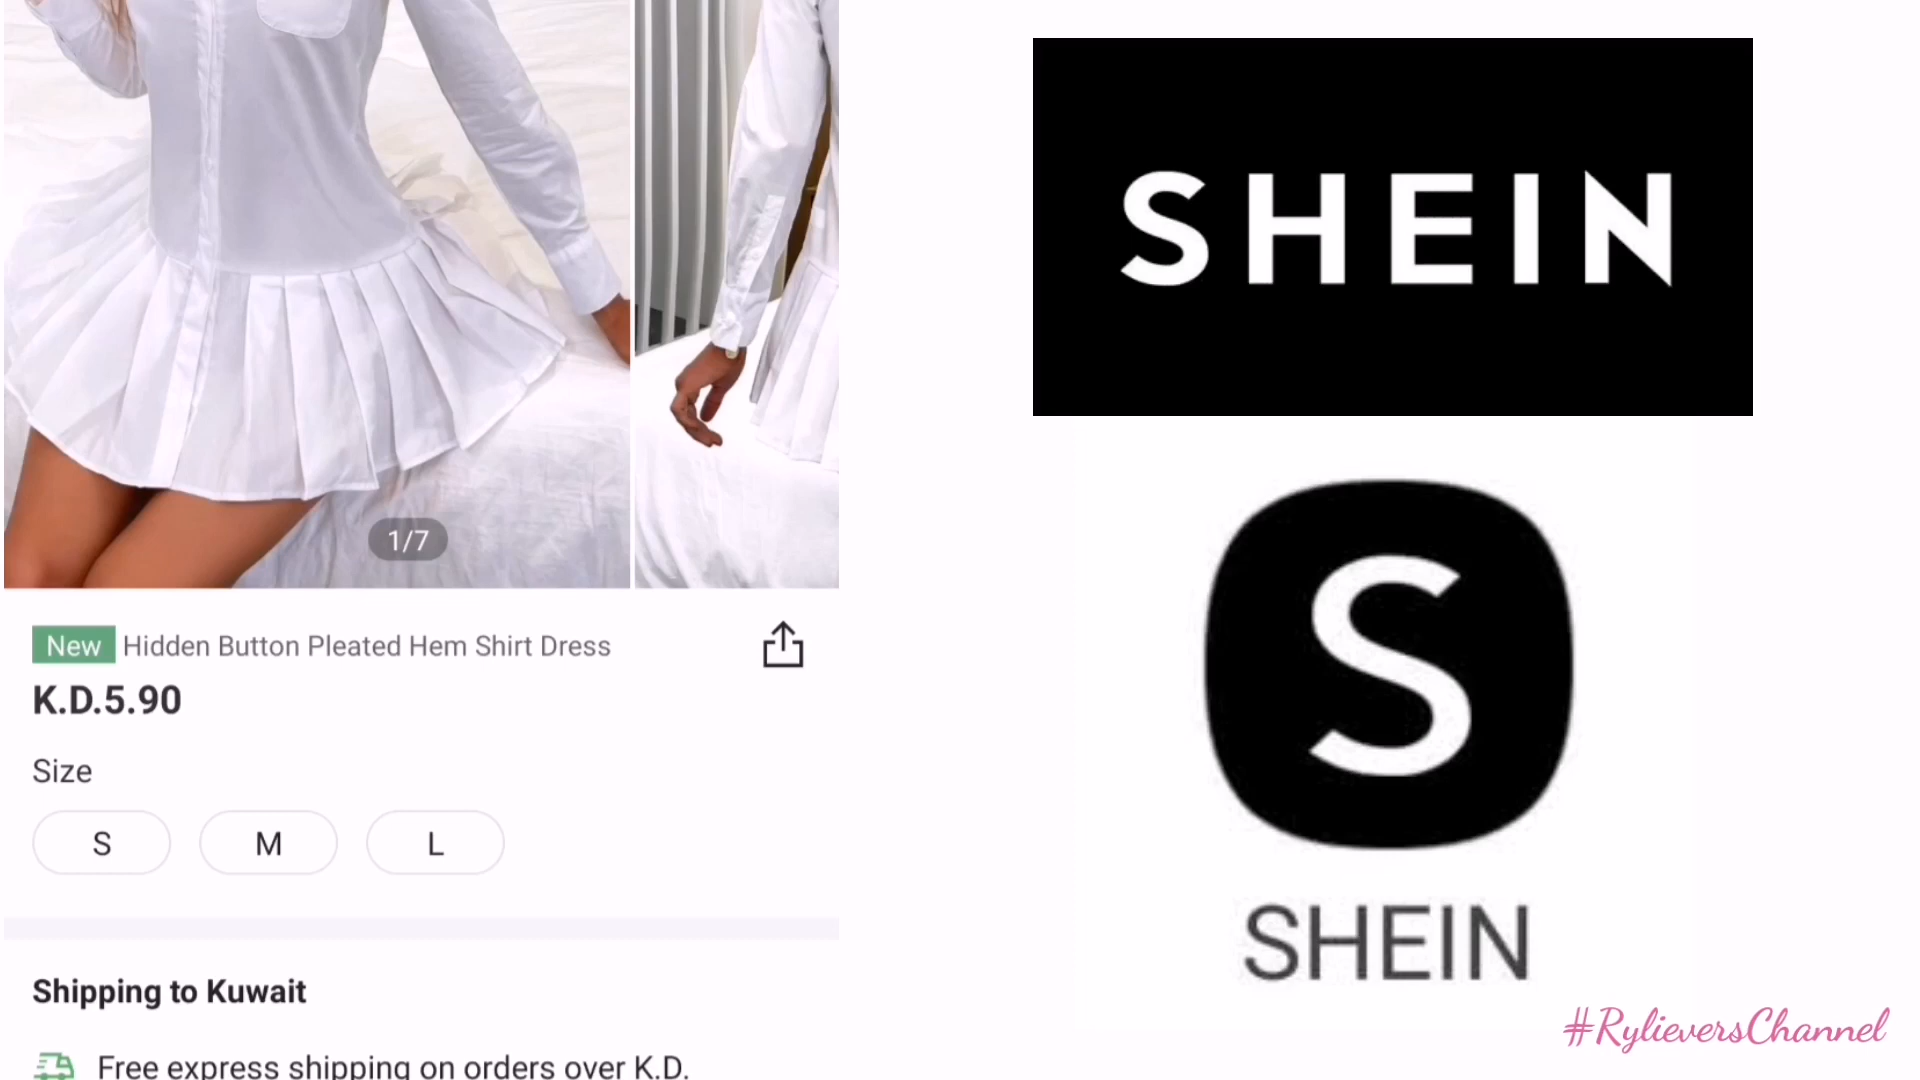 1/7
New Hidden Button Pleated Hem Shirt Dress
K.D.5.90
Size
S M L
Shipping to Kuwait
Free express shipping on orders over K.D.
SHEIN
S
SHEIN
#RylieversChannel